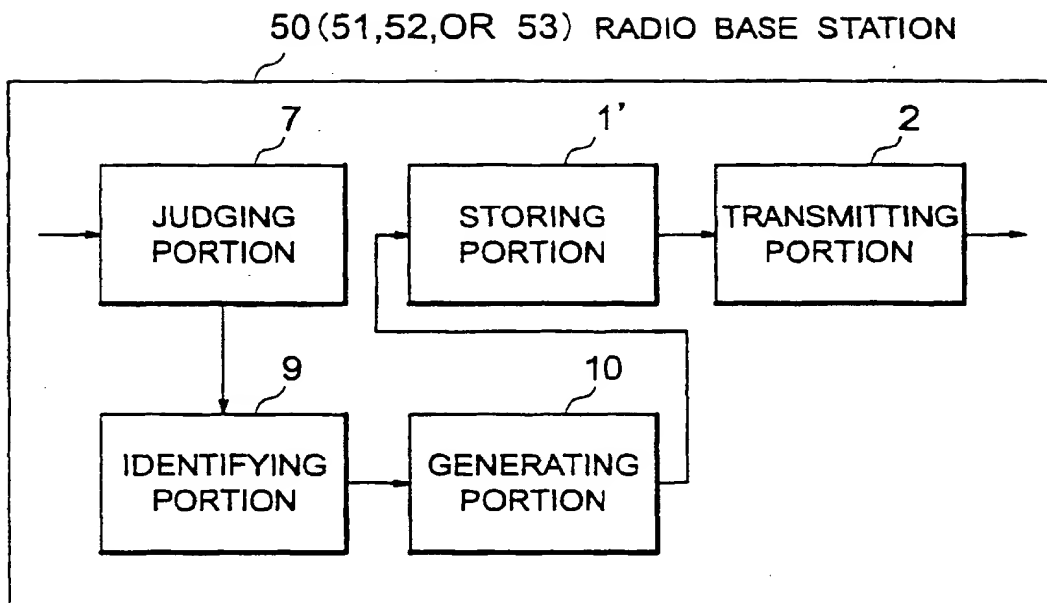 50(51,52,OR 53) RADIO BASE STATION
7
1'
2
JUDGING
PORTION
STORING
PORTION
TRANSMITTING
PORTION
9
10
IDENTIFYING
PORTION
GENERATING
PORTION